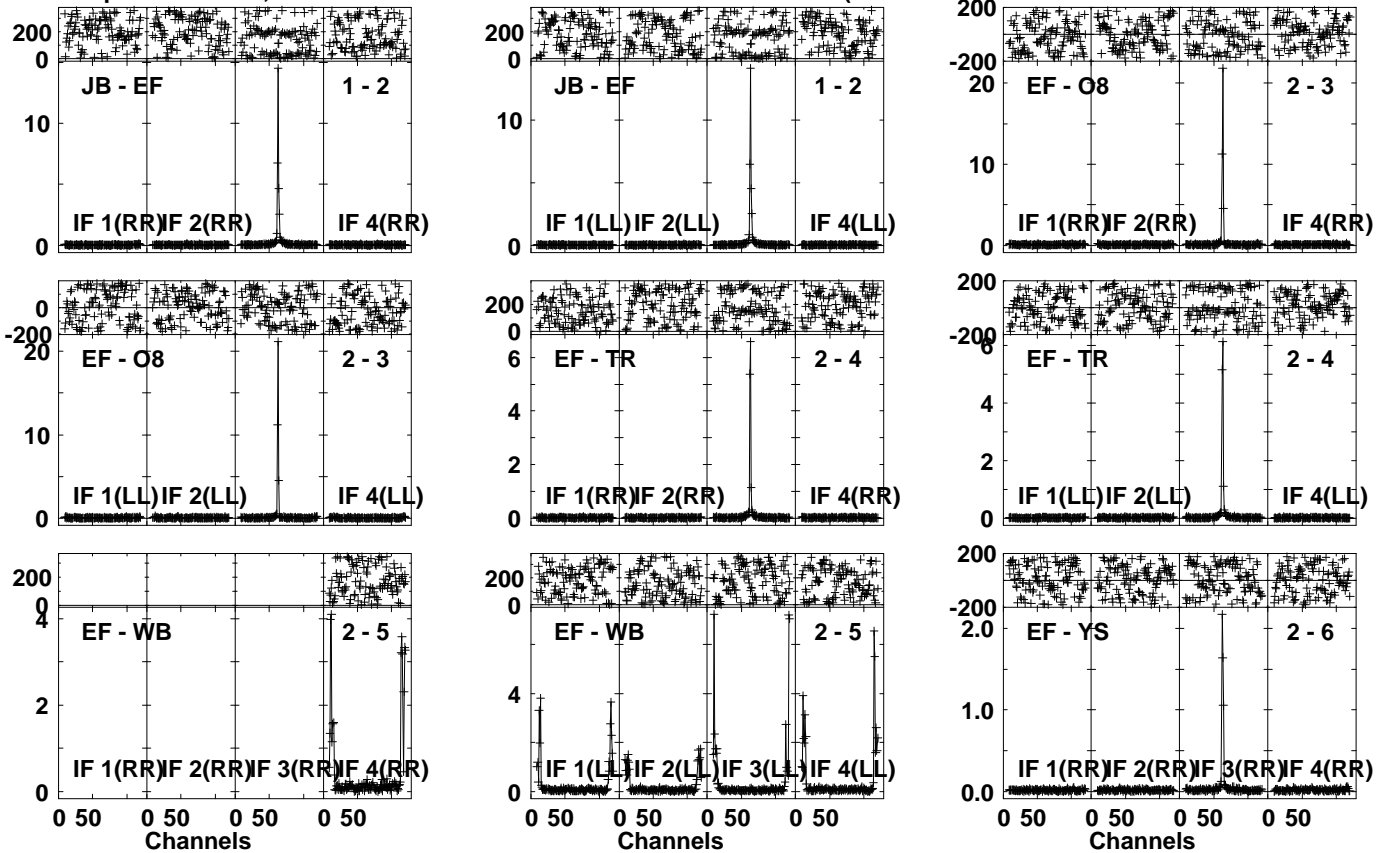 200 200 200
0 0 -200
JB - EF 1 - 2 JB - EF 1 - 2 EF - O8 2 - 3
20
10 10
10
IF 1(RR) IF 2(RR) IF 4(RR) IF 1(LL) IF 2(LL) IF 4(LL) IF 1(RR) IF 2(RR) IF 4(RR)
0 0 0
0 200 200
-200 0 -200
20 6 6
EF - O8 2 - 3 EF - TR 2 - 4 EF - TR 2 - 4
4 4
10
2 2
IF 1(LL) IF 2(LL) IF 4(LL) IF 1(RR) IF 2(RR) IF 4(RR) IF 1(LL) IF 2(LL) IF 4(LL)
0 0 0
200 200 200
0 0 -200
4 2.0
EF - WB 2 - 5 EF - WB 2 - 5 EF - YS 2 - 6
4
2 1.0
IF 1(RR) IF 2(RR) IF 3(RR) IF 4(RR) IF 1(LL) IF 2(LL) IF 3(LL) IF 4(LL) IF 1(RR) IF 2(RR) IF 3(RR) IF 4(RR)
0 0 0.0
0 50 0 50 0 50 0 50 0 50 0 50 0 50 0 50 0 50 0 50 0 50 0 50
Channels Channels Channels